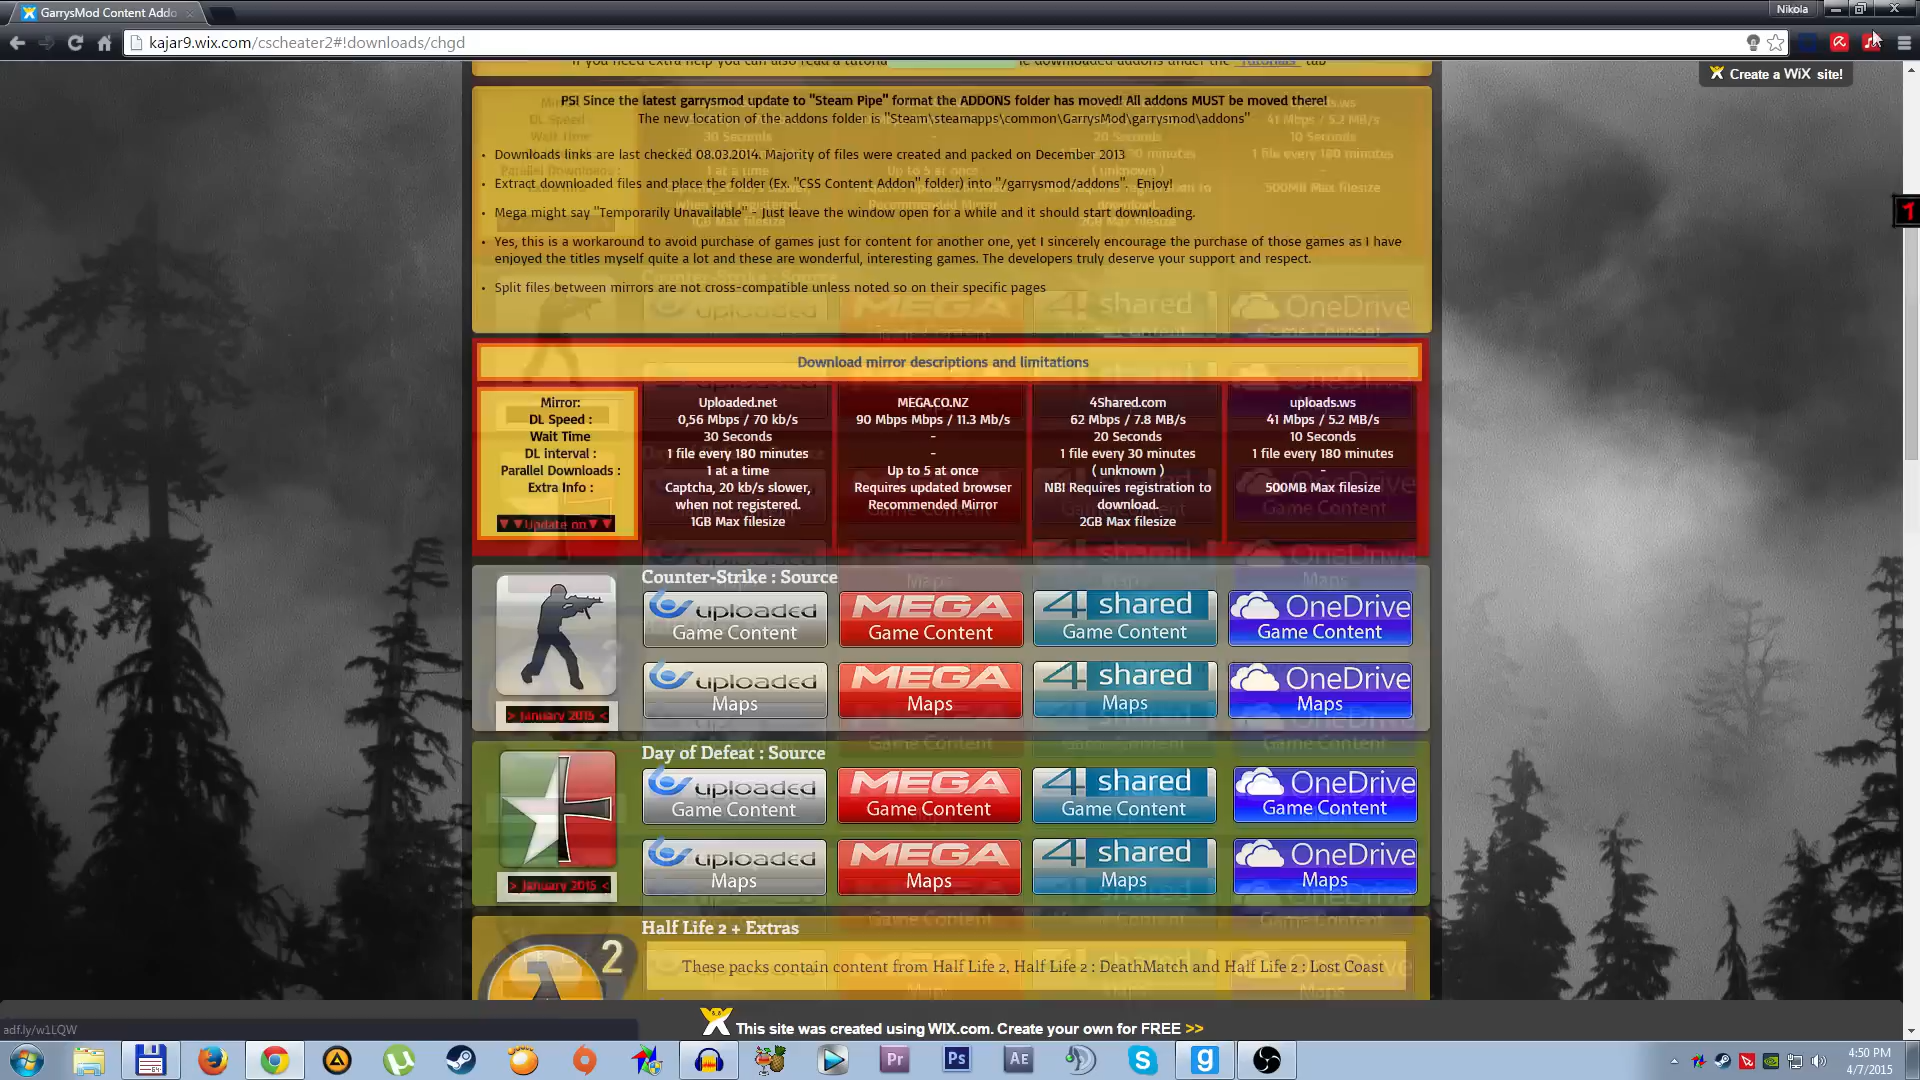 GarrysMod Content Addo
Nikola
kajar9.wix.com/cscheater2#!downloads/chgd
Create a WiX site!
If you need extra help you can also read a tutorial
downloaded addons under the "Tutorials" tab
PS! Since the latest garrysmod update to "Steam Pipe" format the ADDONS folder has moved! All addons MUST be moved there!
The new location of the addons folder is "Steam\steamapps\common\GarrysMod\garrysmod\addons"
Downloads links are last checked 08.03.2014. Majority of files were created and packed on December 2013
Extract downloaded files and place the folder (Ex. "CSS Content Addon" folder) into "/garrysmod/addons". Enjoy!
Mega might say "Temporarily Unavailable" - Just leave the window open for a while and it should start downloading.
Yes, this is a workaround to avoid purchase of games just for content for another one, yet I sincerely encourage the purchase of those games as I have
enjoyed the titles myself quite a lot and these are wonderful, interesting games. The developers truly deserve your support and respect.
Split files between mirrors are not cross-compatible unless noted so on their specific pages
Download mirror descriptions and limitations
Mirror:
DL Speed :
Wait Time
DL interval :
Parallel Downloads :
Extra Info :
▼▼Update on▼▼
Uploaded.net
0,56 Mbps / 70 kb/s
30 Seconds
1 file every 180 minutes
1 at a time
Captcha, 20 kb/s slower,
when not registered.
1GB Max filesize
MEGA.CO.NZ
90 Mbps Mbps / 11.3 Mb/s
-
-
Up to 5 at once
Requires updated browser
Recommended Mirror
4Shared.com
62 Mbps / 7.8 MB/s
20 Seconds
1 file every 30 minutes
( unknown )
NB! Requires registration to
download.
2GB Max filesize
uploads.ws
41 Mbps / 5.2 MB/s
10 Seconds
1 file every 180 minutes
-
500MB Max filesize
1
Counter-Strike : Source
uploaded
Game Content
MEGA
Game Content
4 shared
Game Content
OneDrive
Game Content
uploaded
Maps
MEGA
Maps
4 shared
Maps
OneDrive
Maps
> January 2015 <
Day of Defeat : Source
uploaded
Game Content
MEGA
Game Content
4 shared
Game Content
OneDrive
Game Content
uploaded
Maps
MEGA
Maps
4 shared
Maps
OneDrive
Maps
> January 2015 <
Half Life 2 + Extras
2
These packs contain content from Half Life 2, Half Life 2 : DeathMatch and Half Life 2 : Lost Coast
adf.ly/w1LQW
This site was created using WIX.com. Create your own for FREE >>
64
Pr
Ps
Ae
4:50 PM
4/7/2015